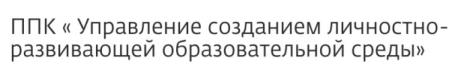 ППК « Управление созданием личностно-
развивающей образовательной среды»